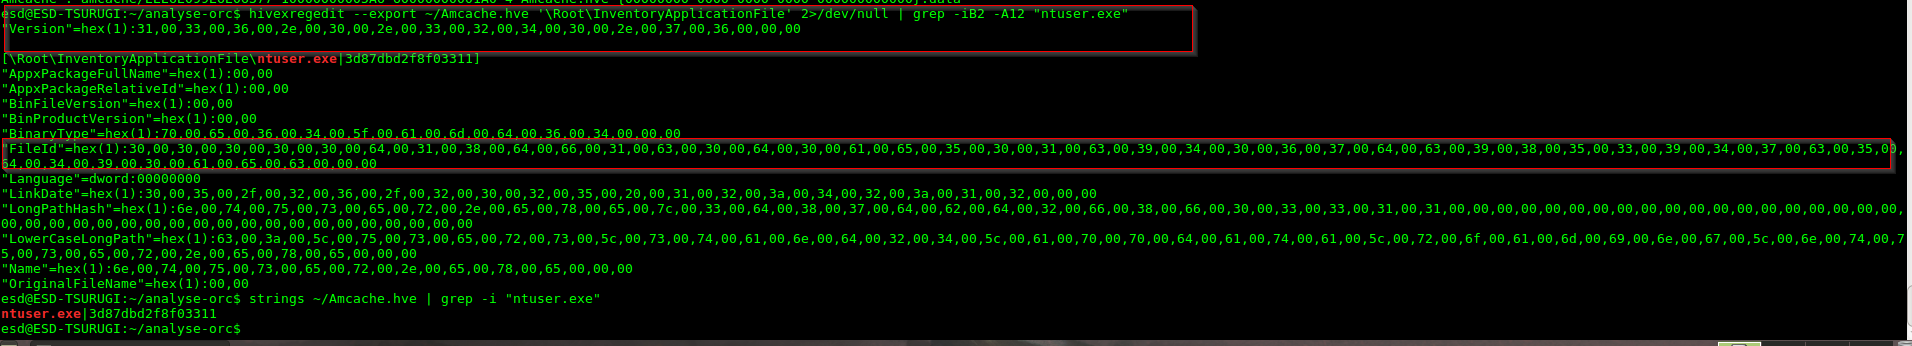 esd@ESD-TSURUGI:~/analyse-orc$ hivexregedit --export ~/Amcache.hve '\Root\InventoryApplicationFile' 2>/dev/null | grep -iB2 -A12 "ntuser.exe"
"Version"=hex(1):31,00,33,00,36,00,2e,00,30,00,2e,00,33,00,32,00,34,00,30,00,2e,00,37,00,36,00,00,00
[\Root\InventoryApplicationFile\ntuser.exe|3d87dbd2f8f03311]
"AppxPackageFullName"=hex(1):00,00
"AppxPackageRelativeId"=hex(1):00,00
"BinFileVersion"=hex(1):00,00
"BinProductVersion"=hex(1):00,00
"BinaryType"=hex(1):70,00,65,00,36,00,34,00,5f,00,61,00,6d,00,64,00,36,00,34,00,00,00
"FileId"=hex(1):30,00,30,00,30,00,30,00,64,00,31,00,38,00,64,00,66,00,31,00,63,00,30,00,64,00,30,00,61,00,65,00,35,00,30,00,31,00,63,00,39,00,34,00,30,00,36,00,37,00,64,00,63,00,39,00,38,00,35,00,33,00,39,00,34,00,37,00,63,00,35,00,
64,00,34,00,39,00,30,00,61,00,65,00,63,00,00,00
"Language"=dword:00000000
"LinkDate"=hex(1):30,00,35,00,2f,00,32,00,36,00,2f,00,32,00,30,00,32,00,35,00,20,00,31,00,32,00,3a,00,34,00,32,00,3a,00,31,00,32,00,00,00
"LongPathHash"=hex(1):6e,00,74,00,75,00,73,00,65,00,72,00,2e,00,65,00,78,00,65,00,7c,00,33,00,64,00,38,00,37,00,64,00,62,00,64,00,32,00,66,00,38,00,66,00,30,00,33,00,33,00,31,00,31,00,00,00,00,00,00,00,00,00,00,00,00,00,00,00,00,00,
00,00,00,00,00,00,00,00,00,00,00,00,00,00,00,00,00,00,00,00
"LowerCaseLongPath"=hex(1):63,00,3a,00,5c,00,75,00,73,00,65,00,72,00,73,00,5c,00,73,00,74,00,61,00,6e,00,64,00,32,00,34,00,5c,00,61,00,70,00,70,00,64,00,61,00,74,00,61,00,5c,00,72,00,6f,00,61,00,6d,00,69,00,6e,00,67,00,5c,00,6e,00,74,00,7
5,00,73,00,65,00,72,00,2e,00,65,00,78,00,65,00,00,00
"Name"=hex(1):6e,00,74,00,75,00,73,00,65,00,72,00,2e,00,65,00,78,00,65,00,00,00
"OriginalFileName"=hex(1):00,00
esd@ESD-TSURUGI:~/analyse-orc$ strings ~/Amcache.hve | grep -i "ntuser.exe"
ntuser.exe|3d87dbd2f8f03311
esd@ESD-TSURUGI:~/analyse-orc$